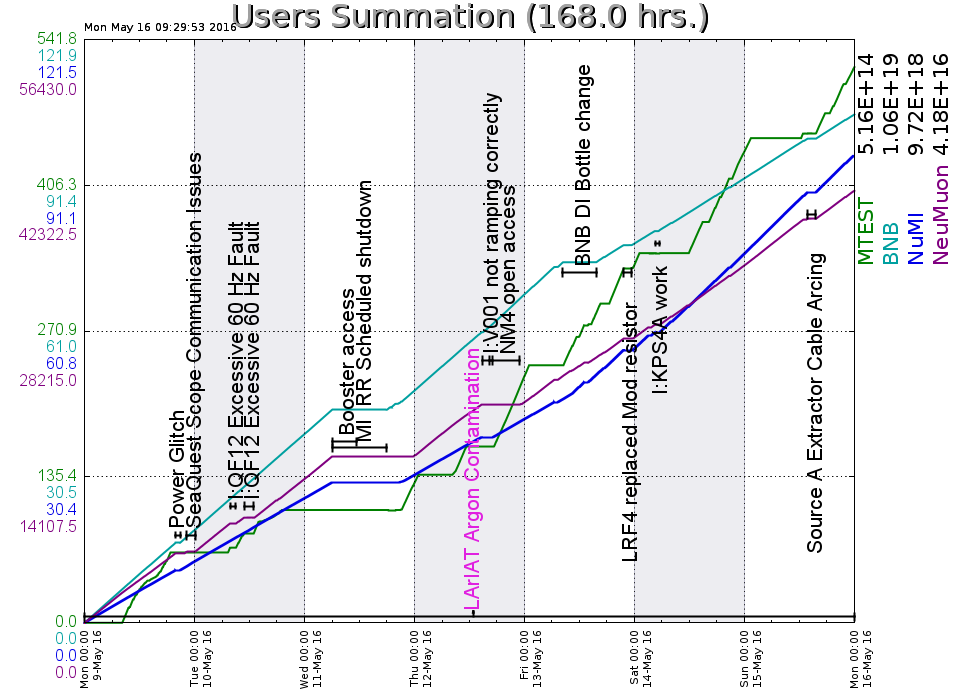 Users Summation (168.0 hrs.)
Mon May 16 09:29:53 2016
541.8
121.9
121.5
56430.0
406.3
91.4
91.1
42322.5
270.9
61.0
60.8
28215.0
135.4
30.5
30.4
14107.5
0.0
0.0
0.0
0.0
Power Glitch
SeaQuest Scope Communication Issues
I:QF12 Excessive 60 Hz Fault
I:QF12 Excessive 60 Hz Fault
Booster access
MI RR Scheduled shutdown
LArIAT Argon Contamination
I:V001 not ramping correctly
NM4 open access
BNB DI Bottle change
LRF4 replaced Mod resistor
I:KPS4A work
Source A Extractor Cable Arcing
MTEST 5.16E+14
BNB 1.06E+19
NuMI 9.72E+18
NeuMuon 4.18E+16
Mon 00:00
9-May 16
Tue 00:00
10-May 16
Wed 00:00
11-May 16
Thu 00:00
12-May 16
Fri 00:00
13-May 16
Sat 00:00
14-May 16
Sun 00:00
15-May 16
Mon 00:00
16-May 16